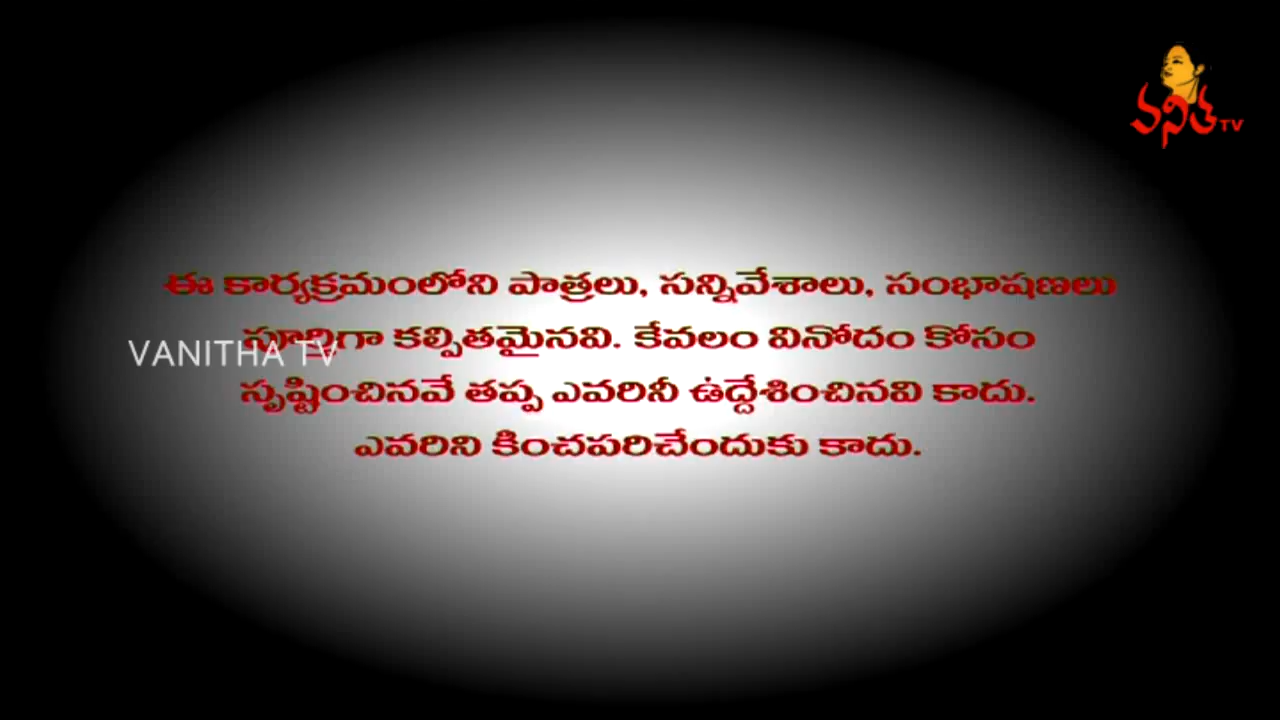 వనిత TV
ఈ కార్యక్రమంలోని పాత్రలు, సన్నివేశాలు, సంభాషణలు
పూర్తిగా కల్పితమైనవి. కేవలం వినోదం కోసం
VANITHA TV
సృష్టించినవే తప్ప ఎవరినీ ఉద్దేశించినవి కాదు.
ఎవరిని కించపరిచేందుకు కాదు.